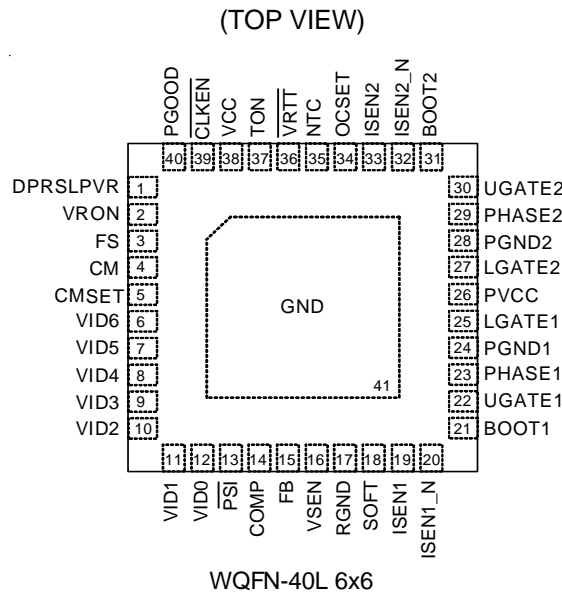 (TOP VIEW)
PGOOD
CLKEN
VCC
TON
VRTT
NTC
OCSET
ISEN2
ISEN2_N
BOOT2
40 39 38 37 36 35 34 33 32 31
DPRSLPVR 1
VRON 2
FS 3
CM 4
CMSET 5
VID6 6
VID5 7
VID4 8
VID3 9
VID2 10
GND
41
30 UGATE2
29 PHASE2
28 PGND2
27 LGATE2
26 PVCC
25 LGATE1
24 PGND1
23 PHASE1
22 UGATE1
21 BOOT1
11 12 13 14 15 16 17 18 19 20
VID1
VID0
PSI
COMP
FB
VSEN
RGND
SOFT
ISEN1
ISEN1_N
WQFN-40L 6x6